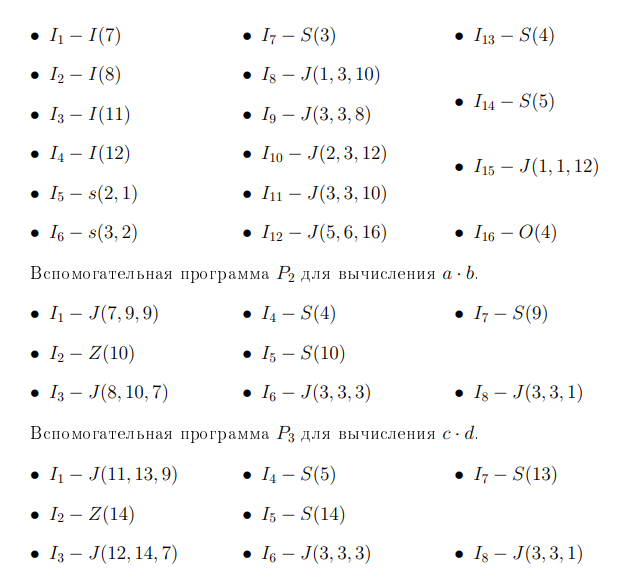 • I₁ − I(7)
• I₂ − I(8)
• I₃ − I(11)
• I₄ − I(12)
• I₅ − s(2, 1)
• I₆ − s(3, 2)
• I₇ − S(3)
• I₈ − J(1, 3, 10)
• I₉ − J(3, 3, 8)
• I₁₀ − J(2, 3, 12)
• I₁₁ − J(3, 3, 10)
• I₁₂ − J(5, 6, 16)
• I₁₃ − S(4)
• I₁₄ − S(5)
• I₁₅ − J(1, 1, 12)
• I₁₆ − O(4)
Вспомогательная программа P₂ для вычисления a · b.
• I₁ − J(7, 9, 9)
• I₂ − Z(10)
• I₃ − J(8, 10, 7)
• I₄ − S(4)
• I₅ − S(10)
• I₆ − J(3, 3, 3)
• I₇ − S(9)
• I₈ − J(3, 3, 1)
Вспомогательная программа P₃ для вычисления c · d.
• I₁ − J(11, 13, 9)
• I₂ − Z(14)
• I₃ − J(12, 14, 7)
• I₄ − S(5)
• I₅ − S(14)
• I₆ − J(3, 3, 3)
• I₇ − S(13)
• I₈ − J(3, 3, 1)